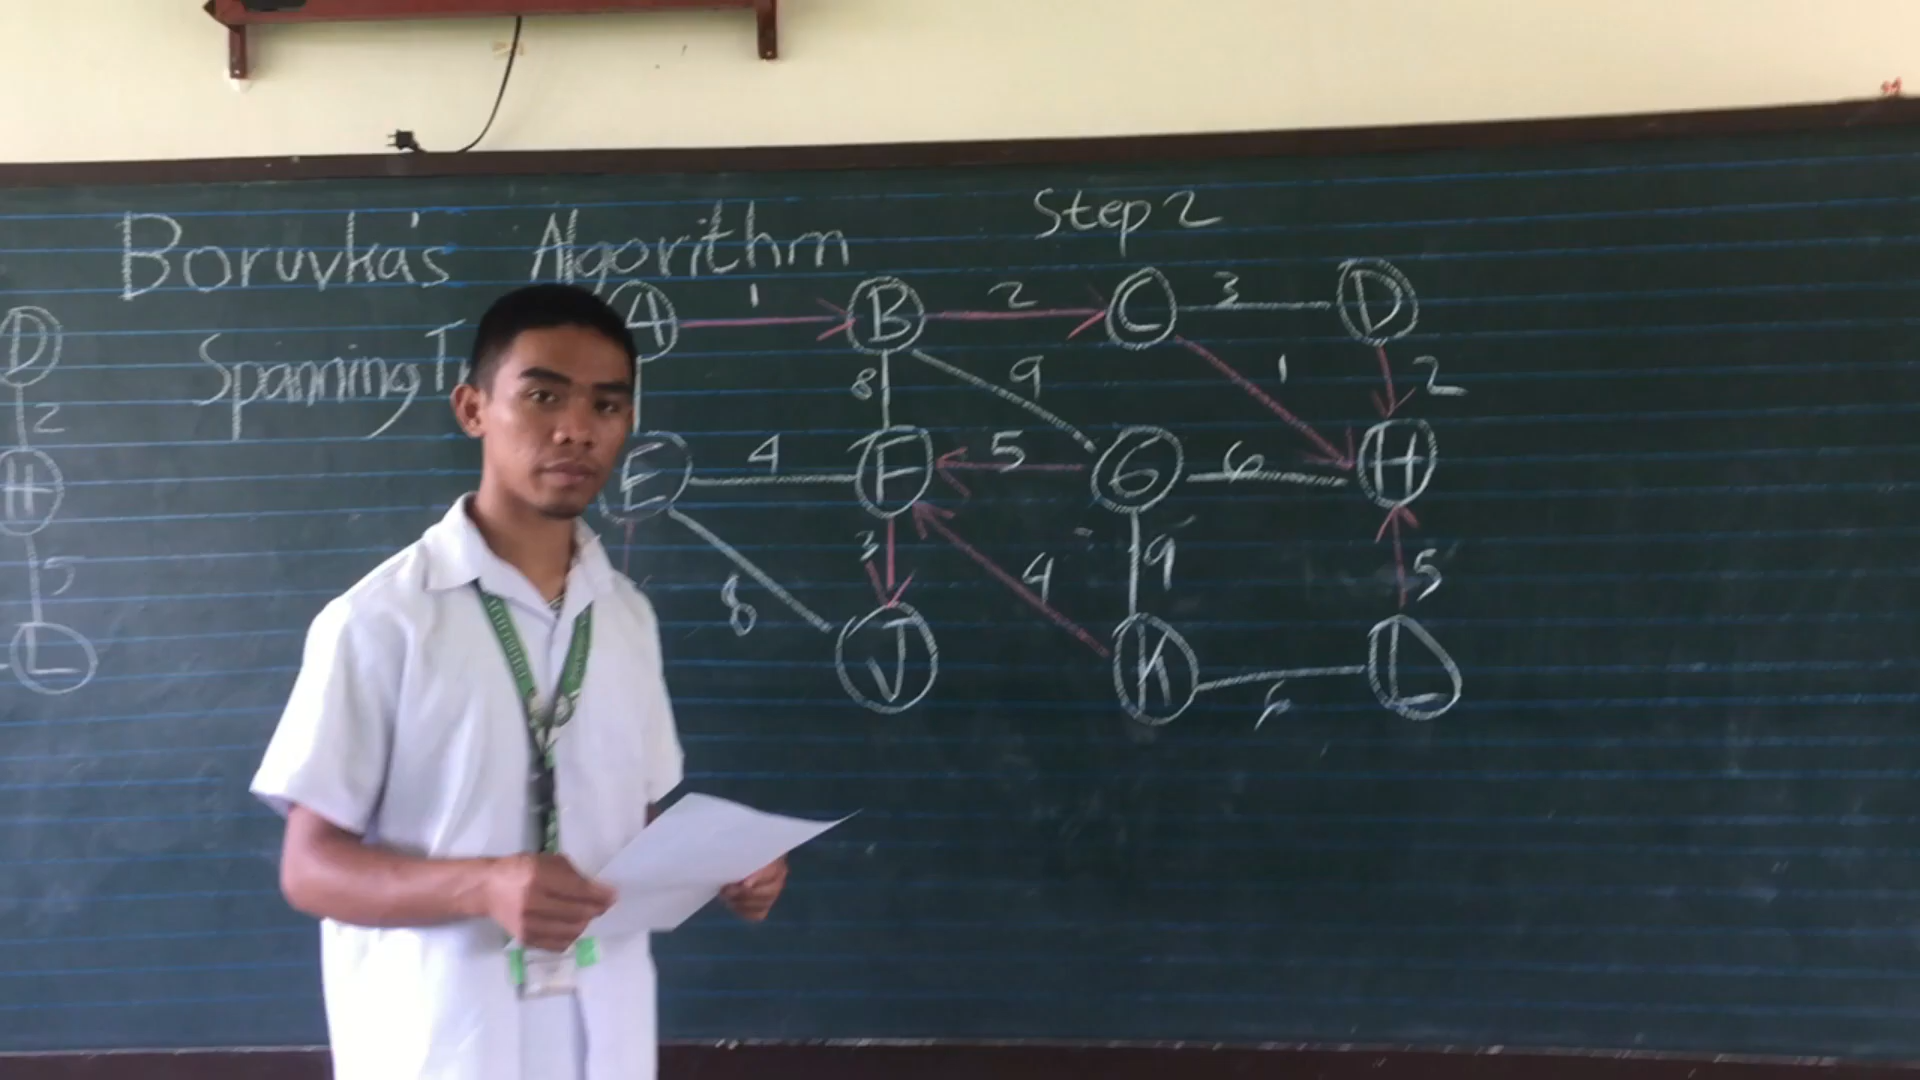 Boruvka's Algorithm
Step 2
Spanning
D
2
H
5
L
A 1 B 2 C 3 D
8 9 1 2
E 4 F 5 G 6 H
8 3 4 9 5
J K 6 L